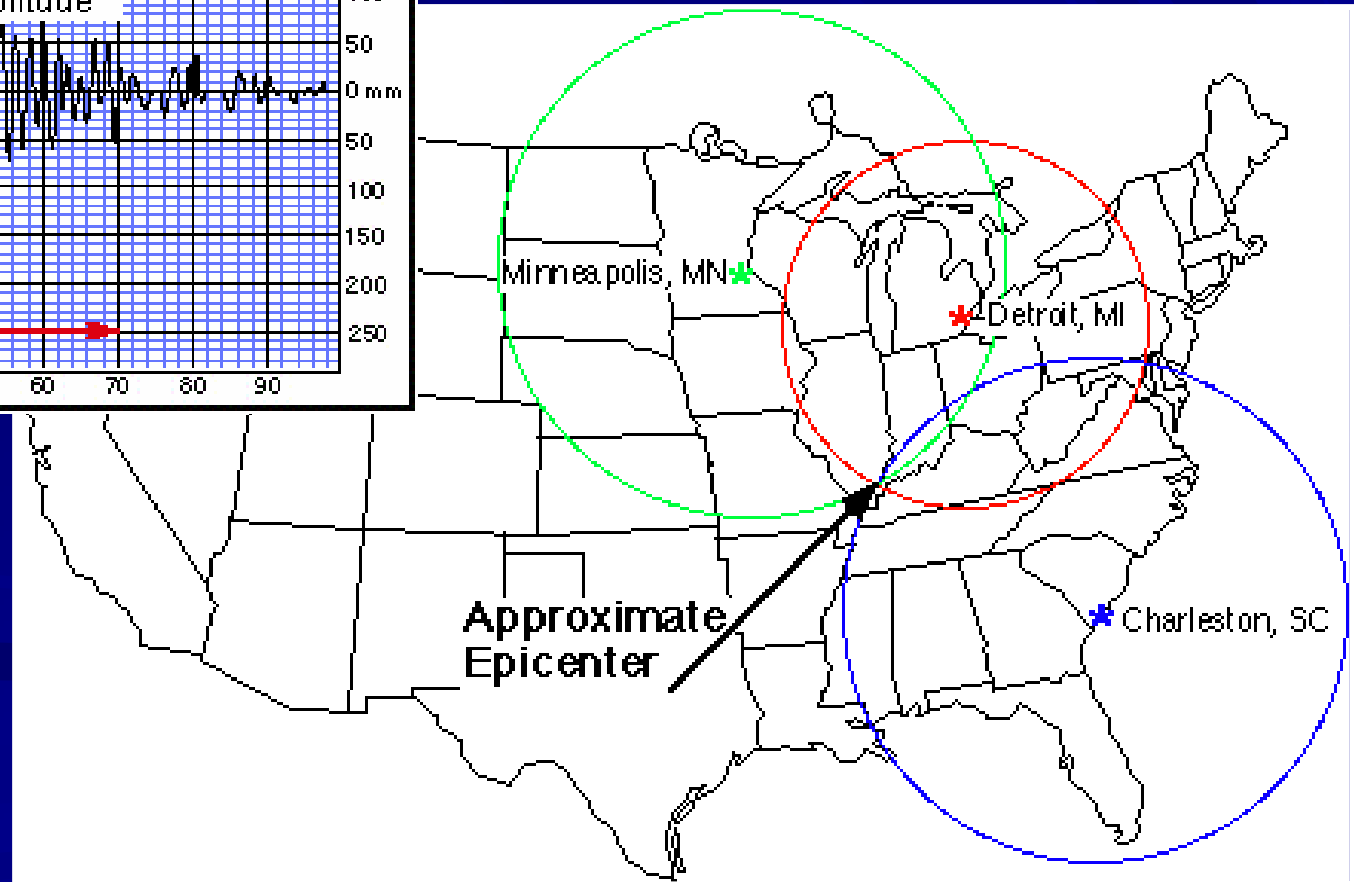 50
0 mm
50
100
150
200
250
60 70 80 90
Minneapolis, MN
Detroit, MI
Approximate
Epicenter
Charleston, SC